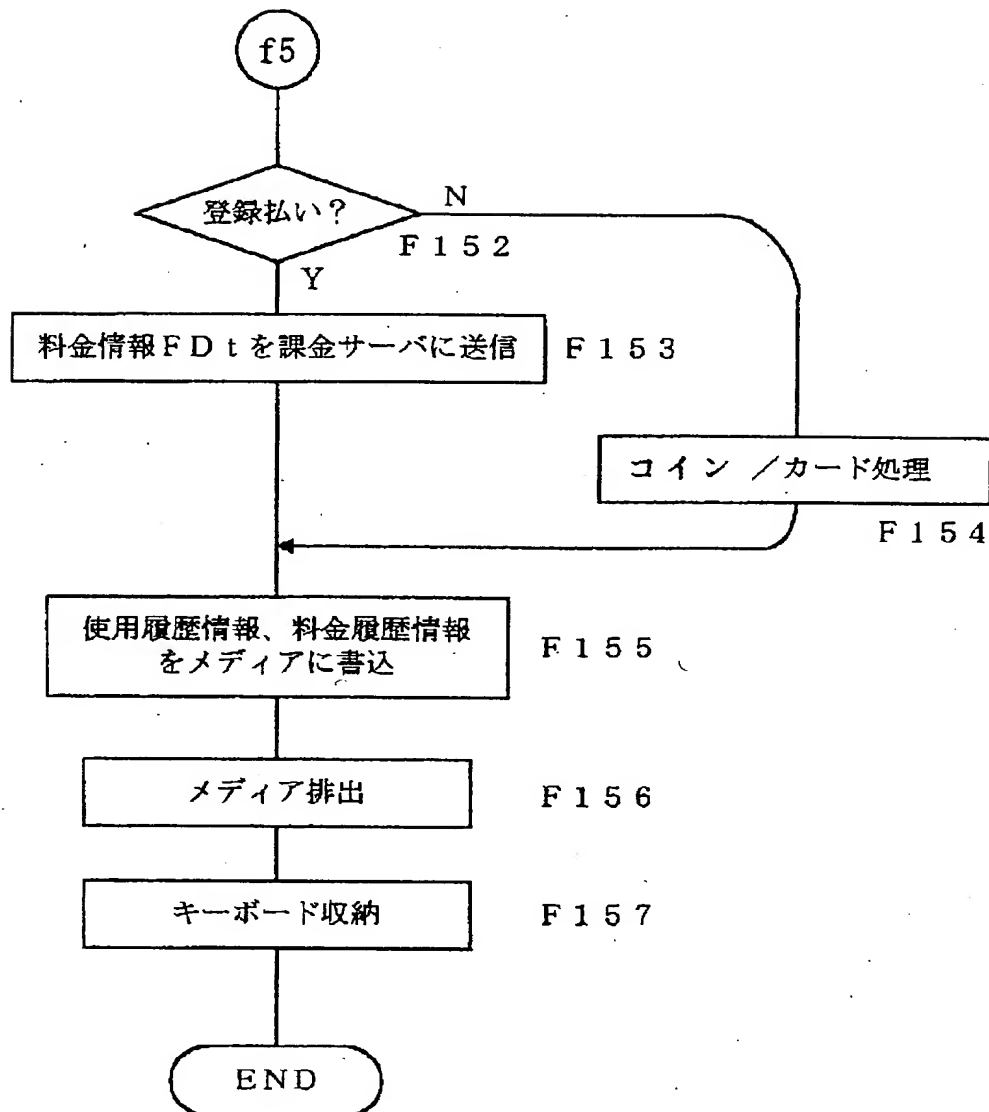 f5
登録払い？
N
F１５２
Y
料金情報ＦＤｔを課金サーバに送信
F１５３
コイン ／カード処理
F１５４
使用履歴情報、料金履歴情報
をメディアに書込
F１５５
メディア排出
F１５６
キーボード収納
F１５７
END